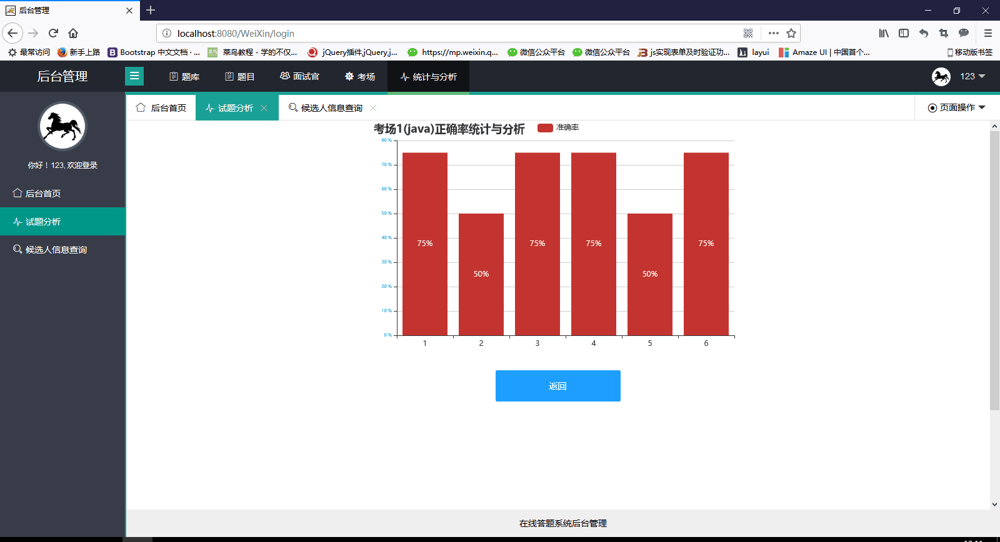 后台管理
localhost:8080/WeiXin/login
最常访问 新手上路 Bootstrap 中文文档 · ... 菜鸟教程 - 学的不仅... jQuery插件,jQuery,j... https://mp.weixin.q... 微信公众平台 微信公众平台 js实现表单及时验证功... layui Amaze UI | 中国首个... 移动版书签
后台管理 题库 题目 面试官 考场 统计与分析 123
后台首页 试题分析 候选人信息查询 页面操作
你好！123, 欢迎登录
后台首页
试题分析
候选人信息查询
考场1(java)正确率统计与分析 准确率
80 %
70 %
60 %
50 %
40 %
30 %
20 %
10 %
0 %
75% 50% 75% 75% 50% 75%
1 2 3 4 5 6
返回
在线答题系统后台管理